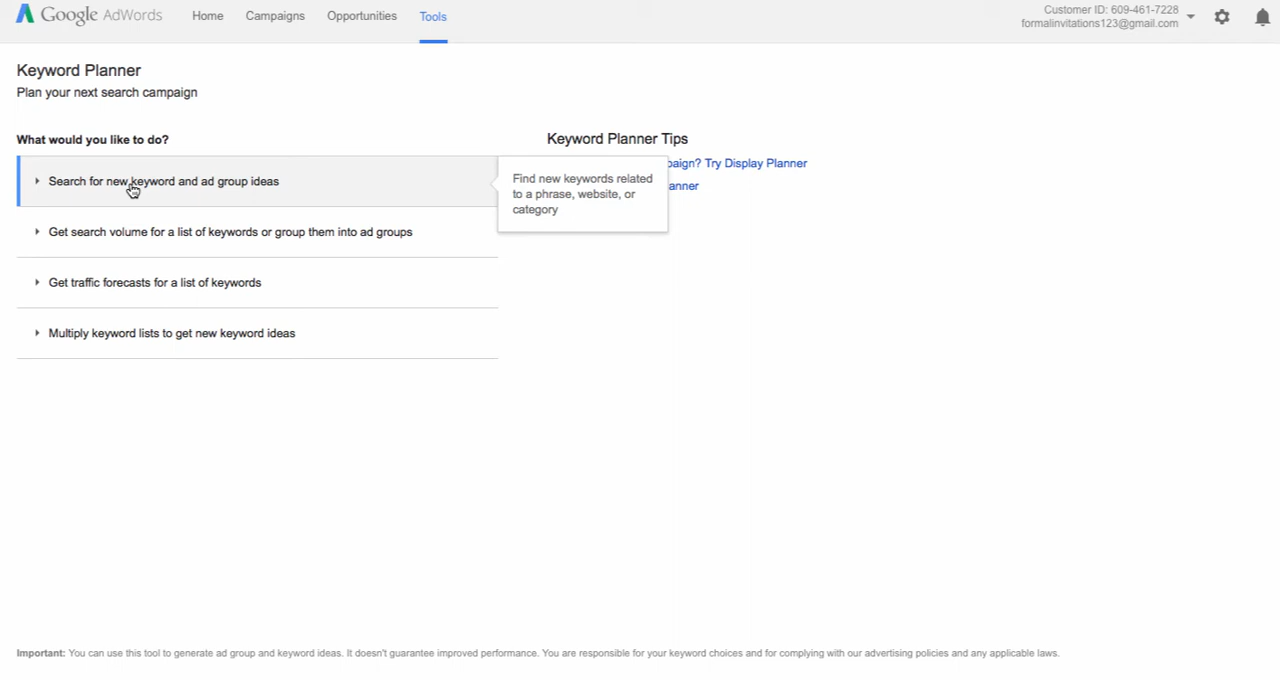 Google AdWords Home Campaigns Opportunities Tools
Customer ID: 609-461-7228
formalinvitations123@gmail.com
Keyword Planner
Plan your next search campaign
What would you like to do?
Search for new keyword and ad group ideas
Get search volume for a list of keywords or group them into ad groups
Get traffic forecasts for a list of keywords
Multiply keyword lists to get new keyword ideas
Keyword Planner Tips
Try Display Planner
Find new keywords related
to a phrase, website, or
category
Important: You can use this tool to generate ad group and keyword ideas. It doesn't guarantee improved performance. You are responsible for your keyword choices and for complying with our advertising policies and any applicable laws.